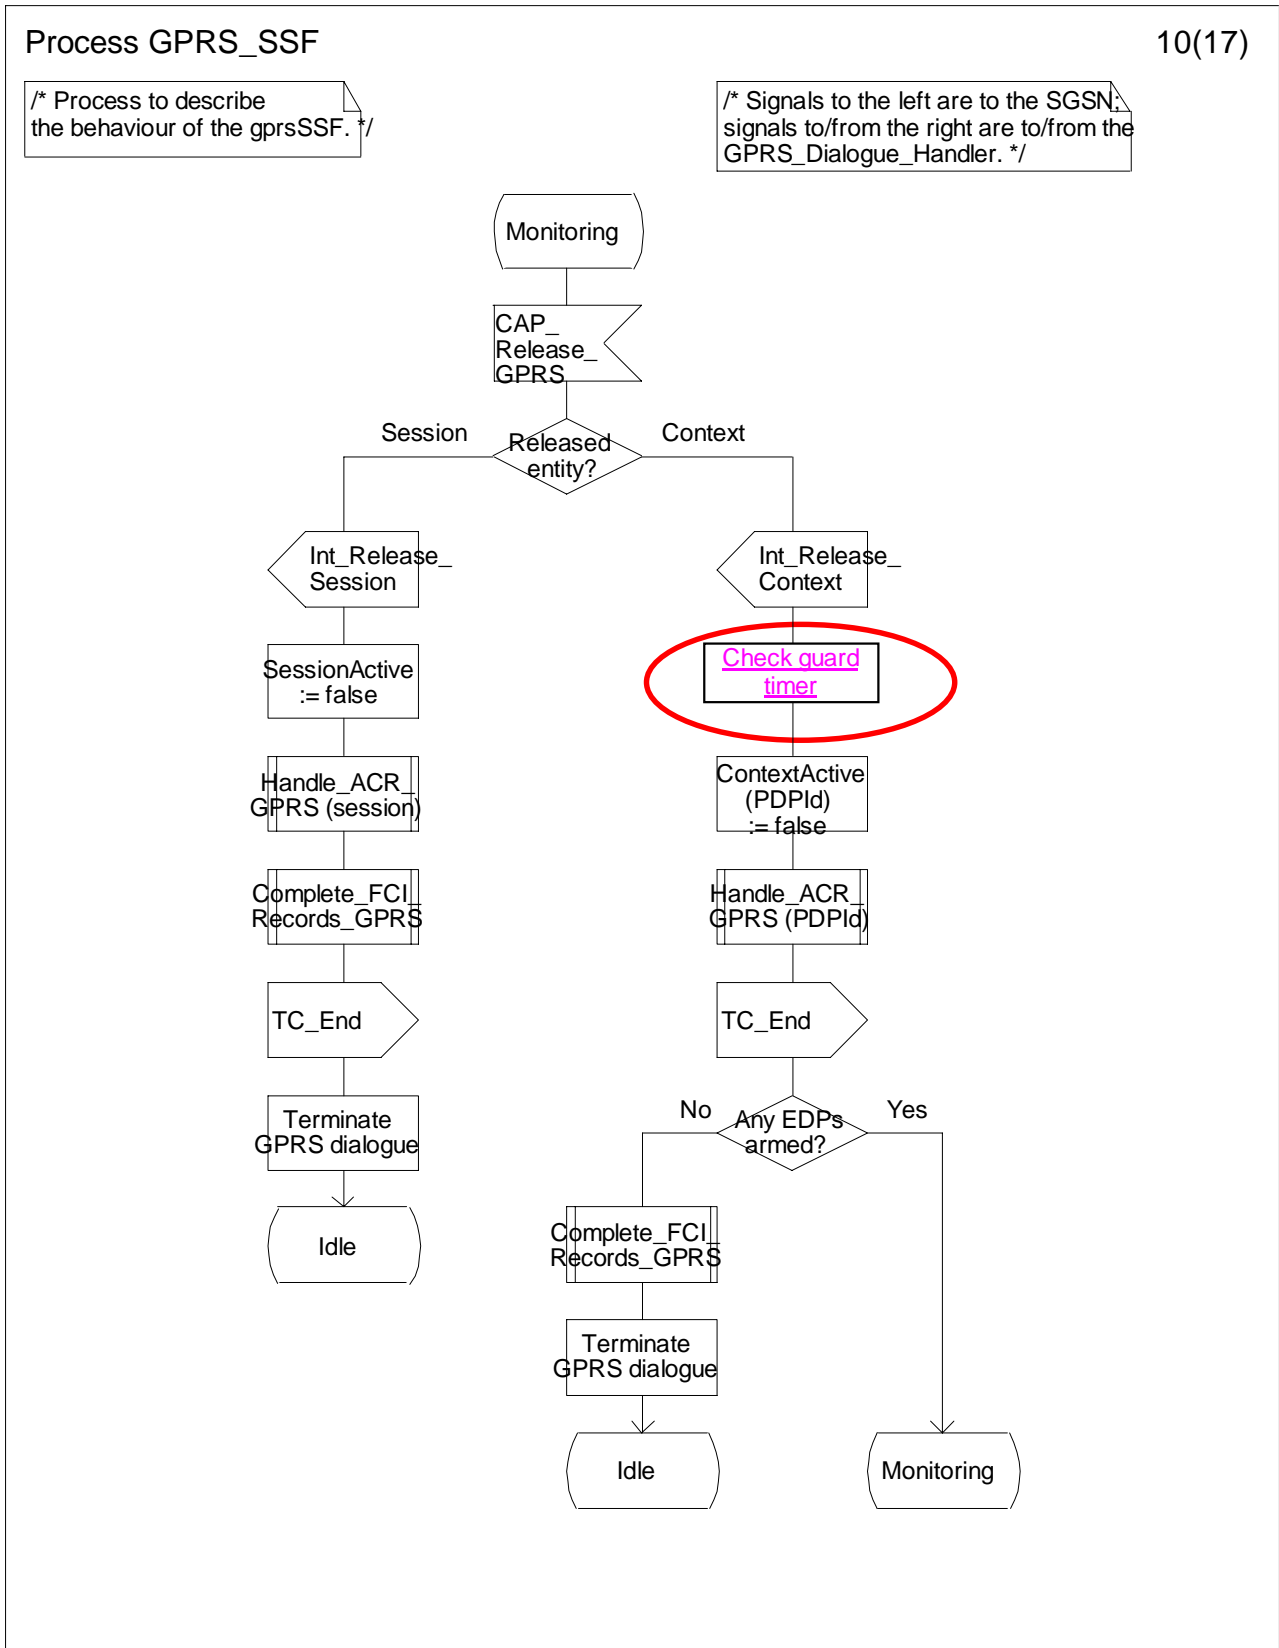 Process GPRS_SSF
10(17)
/* Process to describe
the behaviour of the gprsSSF. */
/* Signals to the left are to the SGSN;
signals to/from the right are to/from the
GPRS_Dialogue_Handler. */
Monitoring
CAP_
Release_
GPRS
Session
Released
entity?
Context
Int_Release_
Session
Int_Release_
Context
SessionActive
:= false
Check guard
timer
Handle_ACR_
GPRS (session)
ContextActive
(PDPId)
:= false
Complete_FCI_
Records_GPRS
Handle_ACR_
GPRS (PDPId)
TC_End
TC_End
Terminate
GPRS dialogue
No
Any EDPs
armed?
Yes
Idle
Complete_FCI_
Records_GPRS
Terminate
GPRS dialogue
Idle
Monitoring